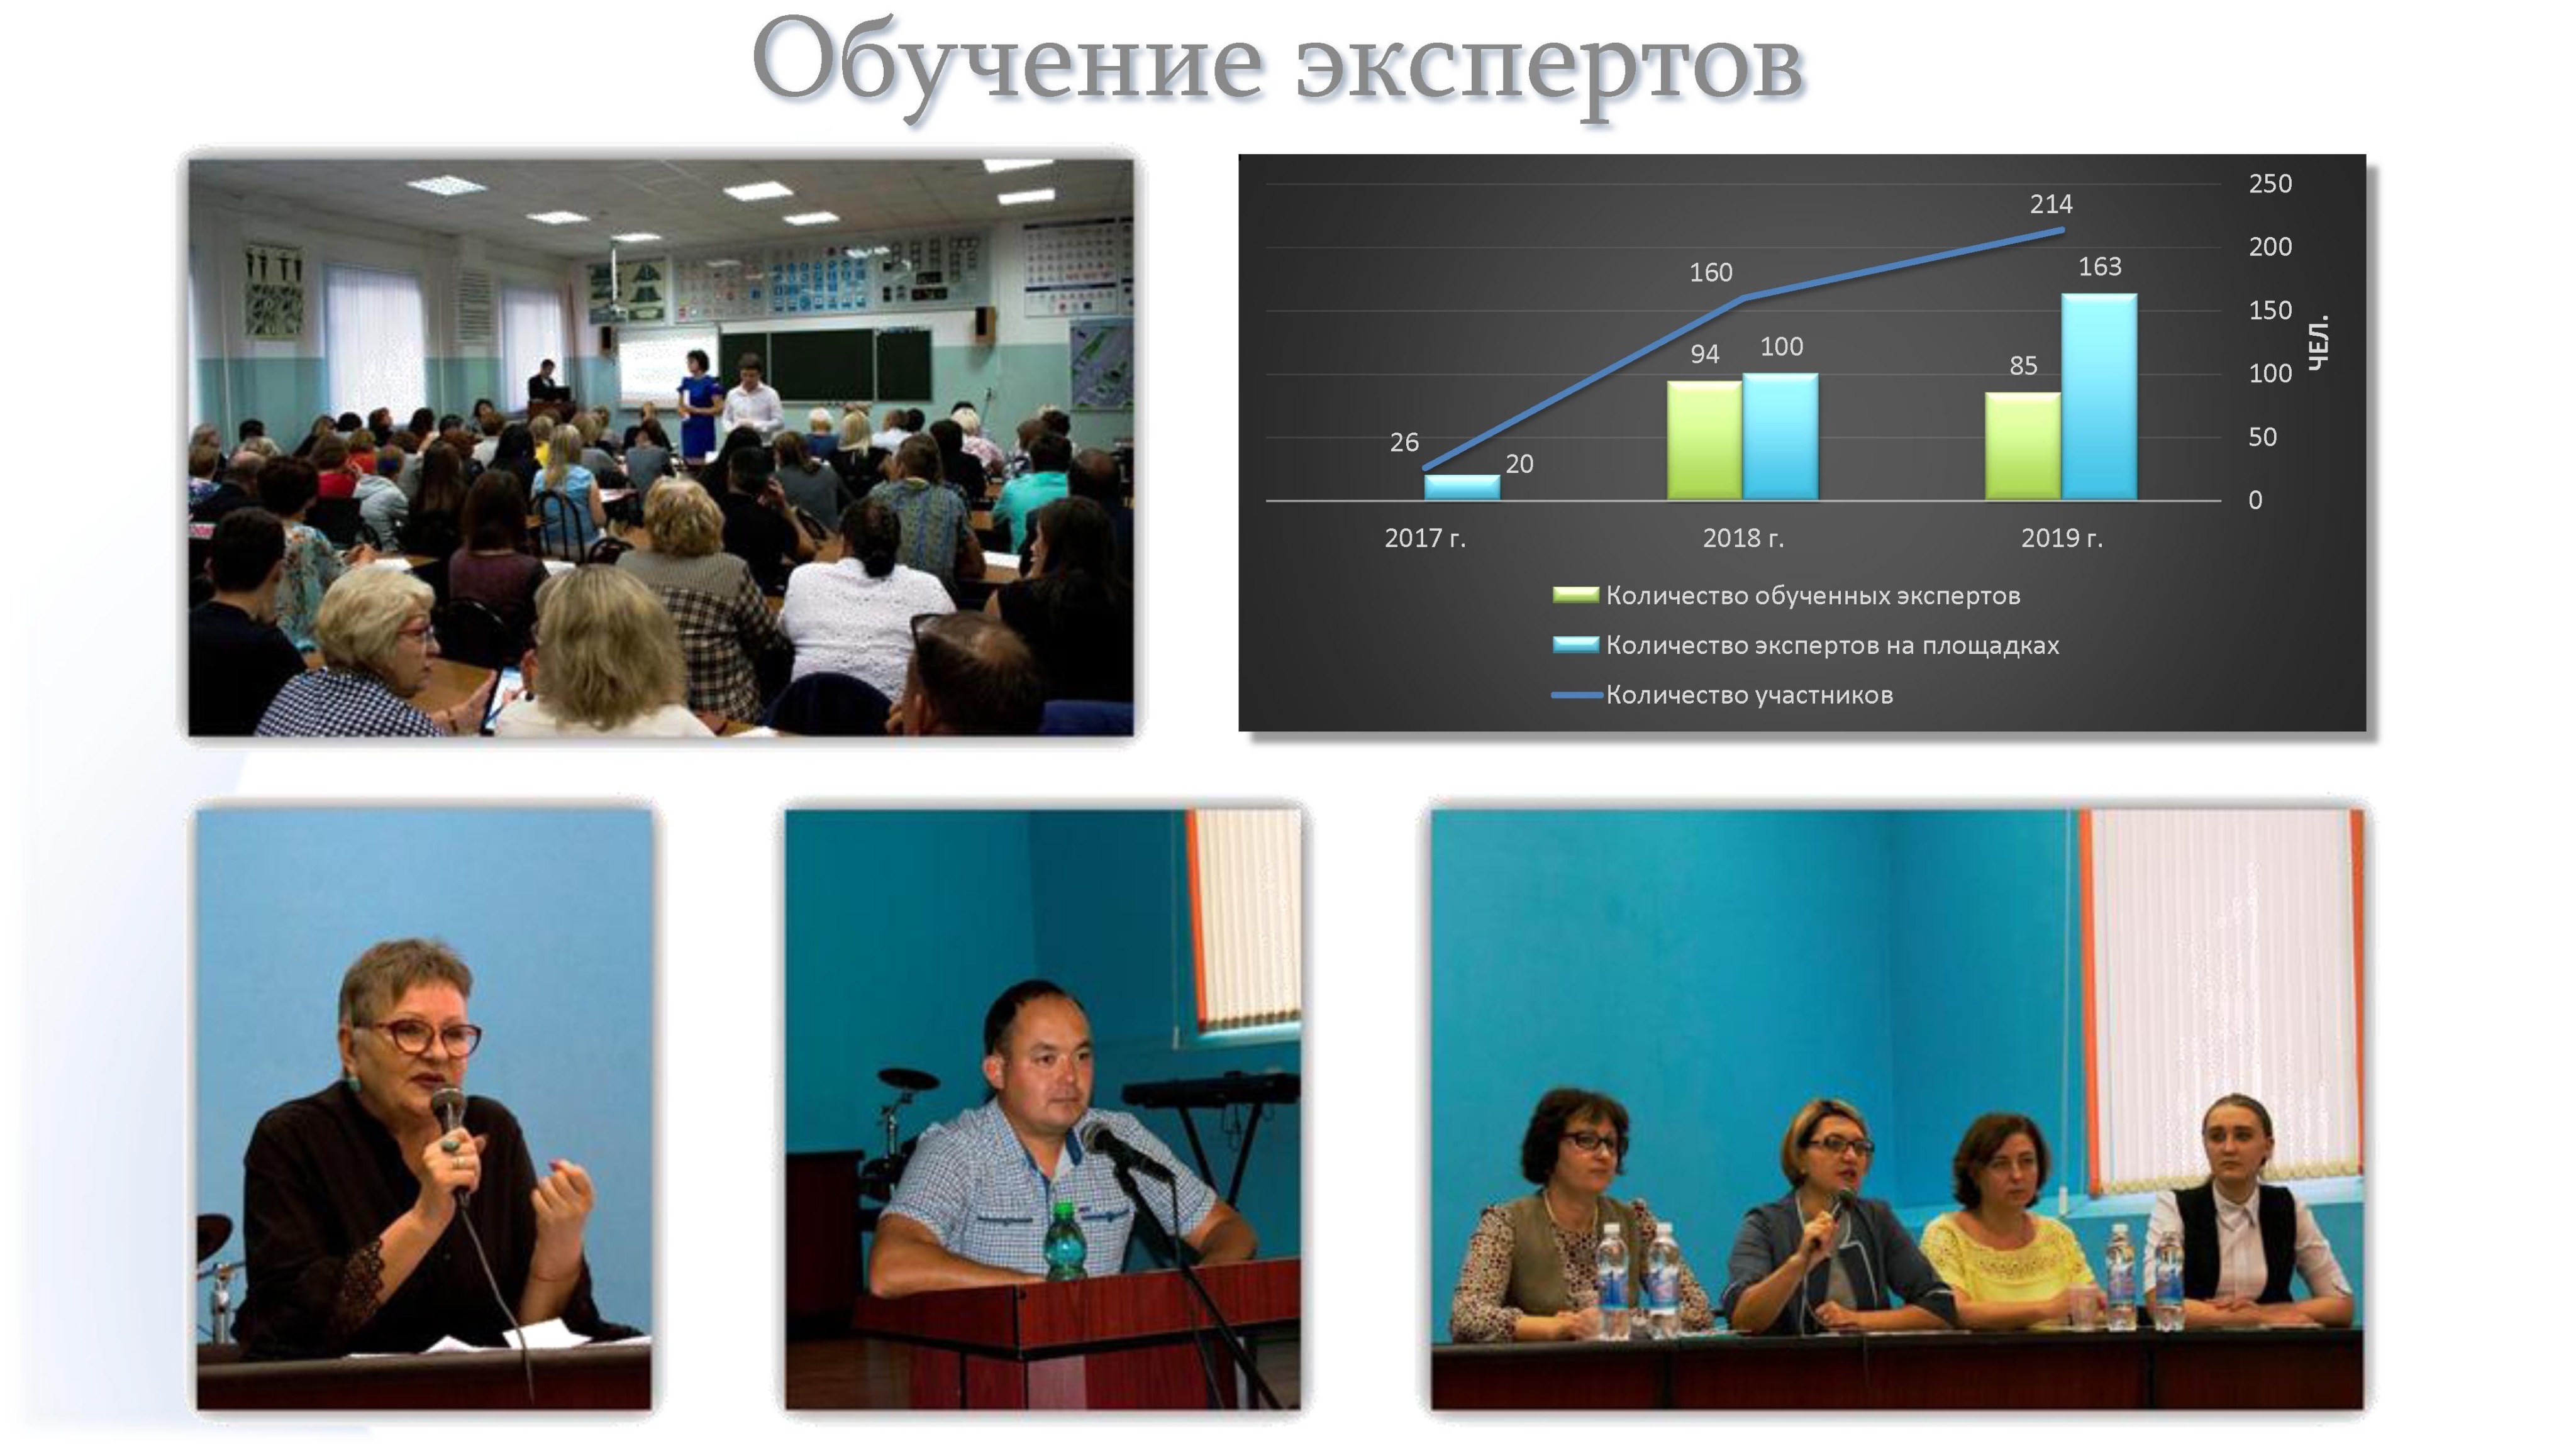 Обучение экспертов
250
214
200
163
160
150
ЧЕЛ.
100
94
85
100
26
50
20
0
2017 г.
2018 г.
2019 г.
Количество обученных экспертов
Количество экспертов на площадках
Количество участников